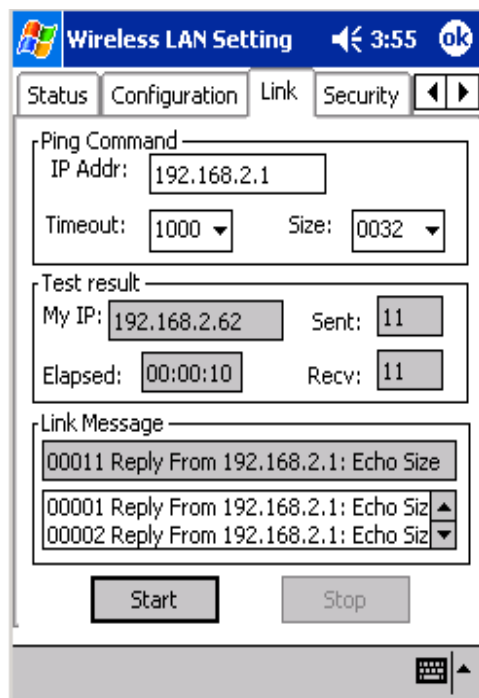 Wireless LAN Setting 3:55 ok
Status Configuration Link Security
Ping Command
IP Addr: 192.168.2.1
Timeout: 1000 Size: 0032
Test result
My IP: 192.168.2.62 Sent: 11
Elapsed: 00:00:10 Recv: 11
Link Message
00011 Reply From 192.168.2.1: Echo Size
00001 Reply From 192.168.2.1: Echo Siz
00002 Reply From 192.168.2.1: Echo Siz
Start Stop